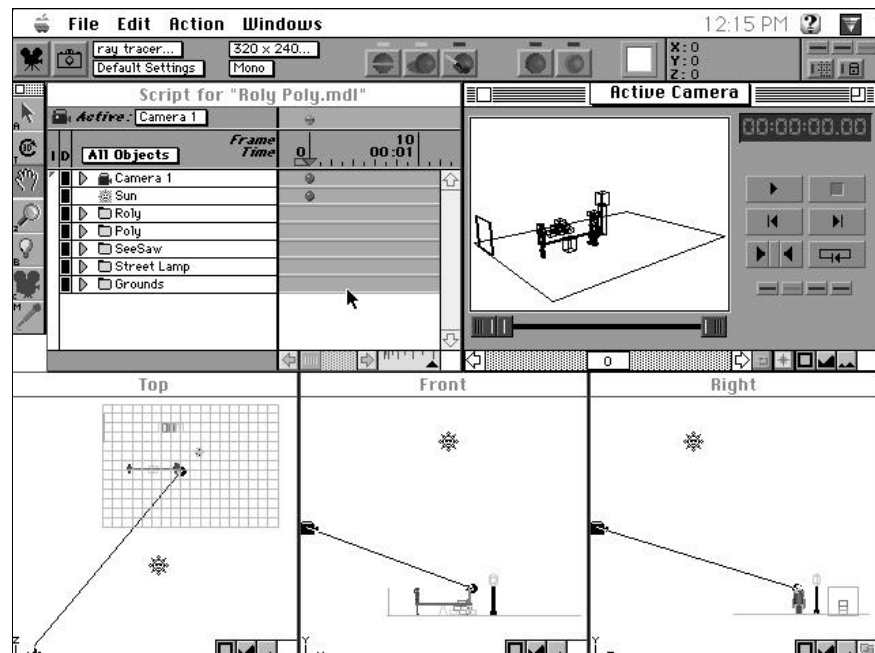 File Edit Action Windows 12:15 PM
ray tracer... 320 × 240...
Default Settings Mono
X: 0
Y: 0
Z: 0
Script for "Roly Poly.mdl"
Active: Camera 1
Frame 10
I D All Objects Time 0 00:01
Camera 1
Sun
Roly
Poly
SeeSaw
Street Lamp
Grounds
A
T
Z
B
C
M
Active Camera
00:00:00.00
0
Top Front Right
Z Y Y